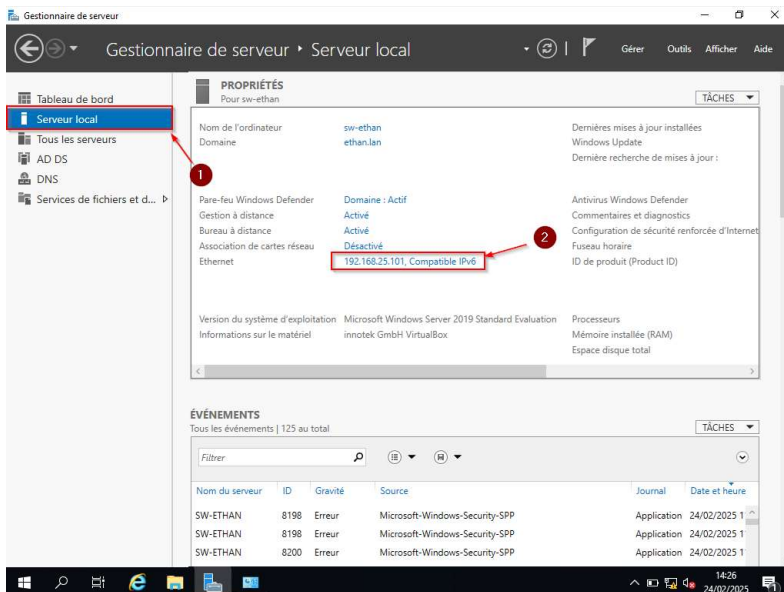 Gestionnaire de serveur
Gestionnaire de serveur ‣ Serveur local
Gérer Outils Afficher Aide
Tableau de bord
Serveur local
Tous les serveurs
AD DS
DNS
Services de fichiers et d...
1
PROPRIÉTÉS
Pour sw-ethan
TÂCHES
Nom de l'ordinateur sw-ethan Dernières mises à jour installées
Domaine ethan.lan Windows Update
Dernière recherche de mises à jour :
Pare-feu Windows Defender Domaine : Actif Antivirus Windows Defender
Gestion à distance Activé Commentaires et diagnostics
Bureau à distance Activé Configuration de sécurité renforcée d'Internet
2
Association de cartes réseau Désactivé Fuseau horaire
Ethernet 192.168.25.101, Compatible IPv6 ID de produit (Product ID)
Version du système d'exploitation Microsoft Windows Server 2019 Standard Evaluation Processeurs
Informations sur le matériel innotek GmbH VirtualBox Mémoire installée (RAM)
Espace disque total
ÉVÉNEMENTS
Tous les événements | 125 au total
TÂCHES
Filtrer
Nom du serveur ID Gravité Source Journal Date et heure
SW-ETHAN 8198 Erreur Microsoft-Windows-Security-SPP Application 24/02/2025 1
SW-ETHAN 8198 Erreur Microsoft-Windows-Security-SPP Application 24/02/2025 1
SW-ETHAN 8200 Erreur Microsoft-Windows-Security-SPP Application 24/02/2025 1
14:26
24/02/2025